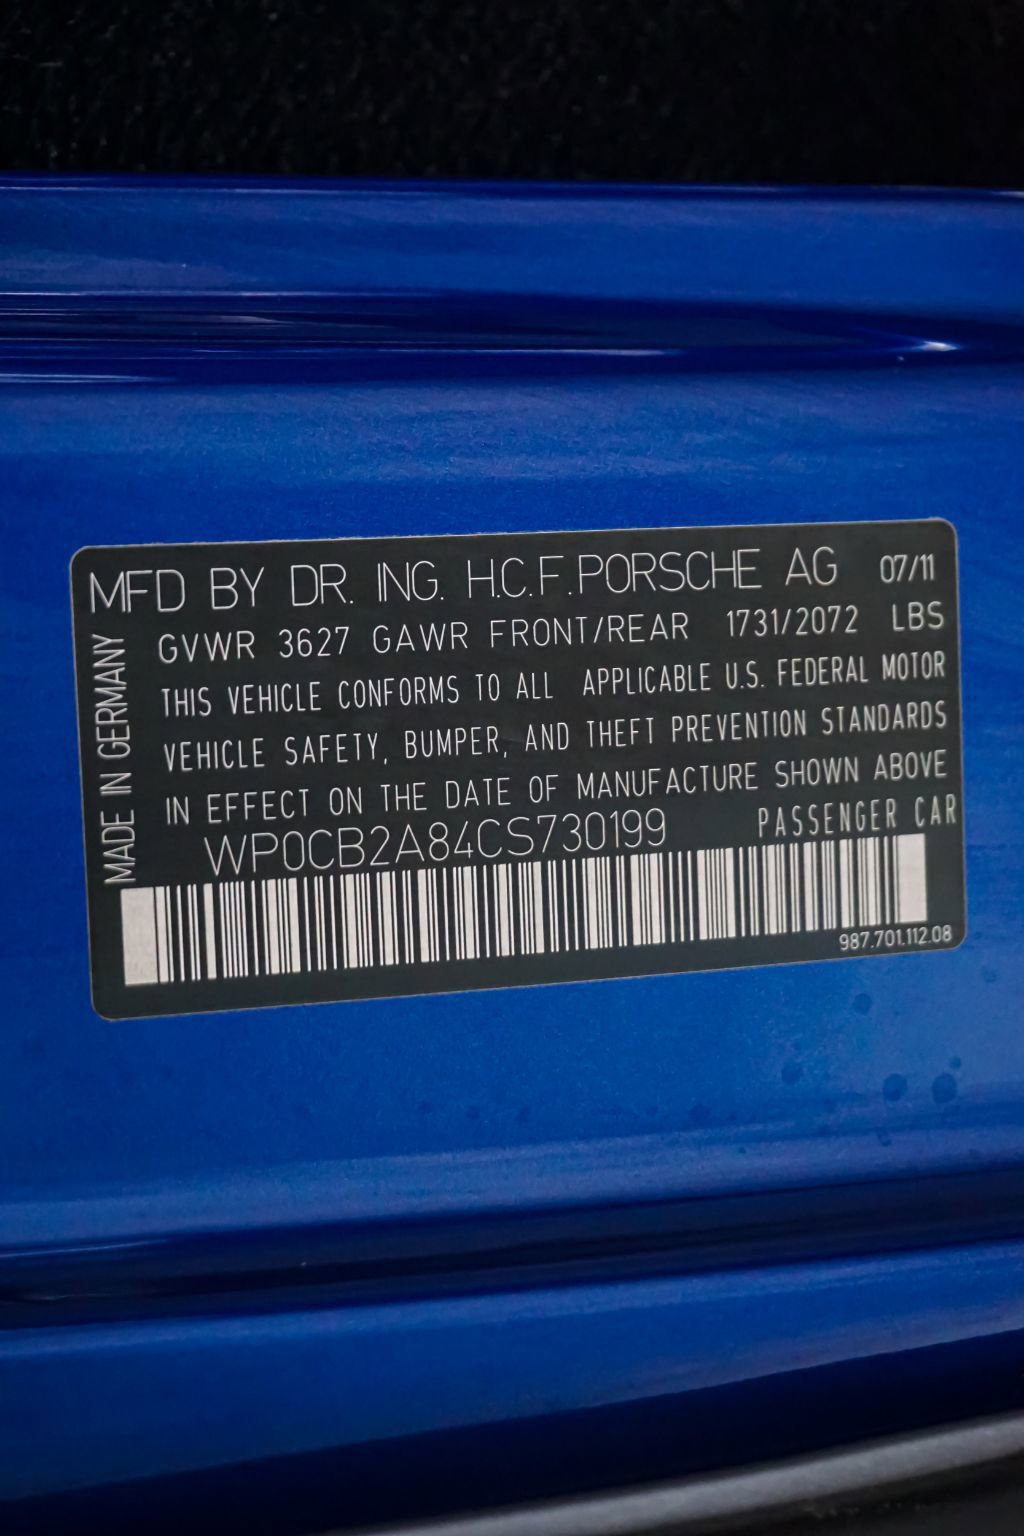 MFD BY DR. ING. H.C.F. PORSCHE AG 07/11
GVWR 3627 GAWR FRONT/REAR 1731/2072 LBS
THIS VEHICLE CONFORMS TO ALL APPLICABLE U.S. FEDERAL MOTOR
VEHICLE SAFETY, BUMPER, AND THEFT PREVENTION STANDARDS
IN EFFECT ON THE DATE OF MANUFACTURE SHOWN ABOVE
WP0CB2A84CS730199 PASSENGER CAR
987.701.112.08
MADE IN GERMANY